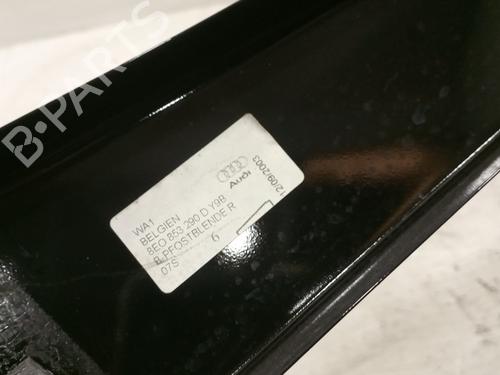 B-PARTS
WA1
BELGIEN
8E0 853 290 D Y9B
B.PFOSTBLENDE R
07S 6
Audi
12/09/2003